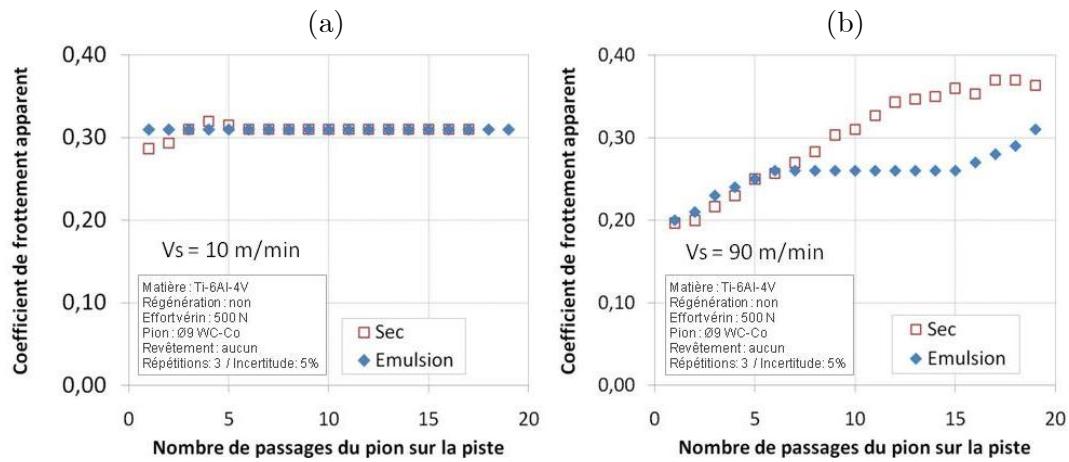 (a)
0,40
0,30
0,20
0,10
0,00
Coefficient de frottement apparent
Vs = 10 m/min
Matière : Ti-6Al-4V
Régénération : non
Effort vérin : 500 N
Pion : Ø9 WC-Co
Revêtement : aucun
Répétitions: 3 / Incertitude: 5%
Sec
Emulsion
0 5 10 15 20
Nombre de passages du pion sur la piste
(b)
0,40
0,30
0,20
0,10
0,00
Coefficient de frottement apparent
Vs = 90 m/min
Matière : Ti-6Al-4V
Régénération : non
Effort vérin : 500 N
Pion : Ø9 WC-Co
Revêtement : aucun
Répétitions: 3 / Incertitude: 5%
Sec
Emulsion
0 5 10 15 20
Nombre de passages du pion sur la piste